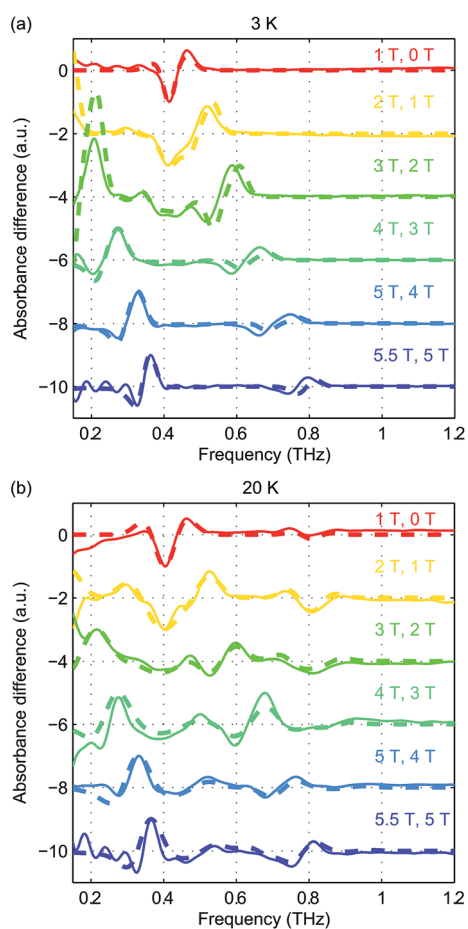 (a) 3 K
1 T, 0 T
2 T, 1 T
3 T, 2 T
4 T, 3 T
5 T, 4 T
5.5 T, 5 T
0
−2
−4
−6
−8
−10
Absorbance difference (a.u.)
0.2 0.4 0.6 0.8 1 1.2
Frequency (THz)
(b) 20 K
1 T, 0 T
2 T, 1 T
3 T, 2 T
4 T, 3 T
5 T, 4 T
5.5 T, 5 T
0
−2
−4
−6
−8
−10
Absorbance difference (a.u.)
0.2 0.4 0.6 0.8 1 1.2
Frequency (THz)